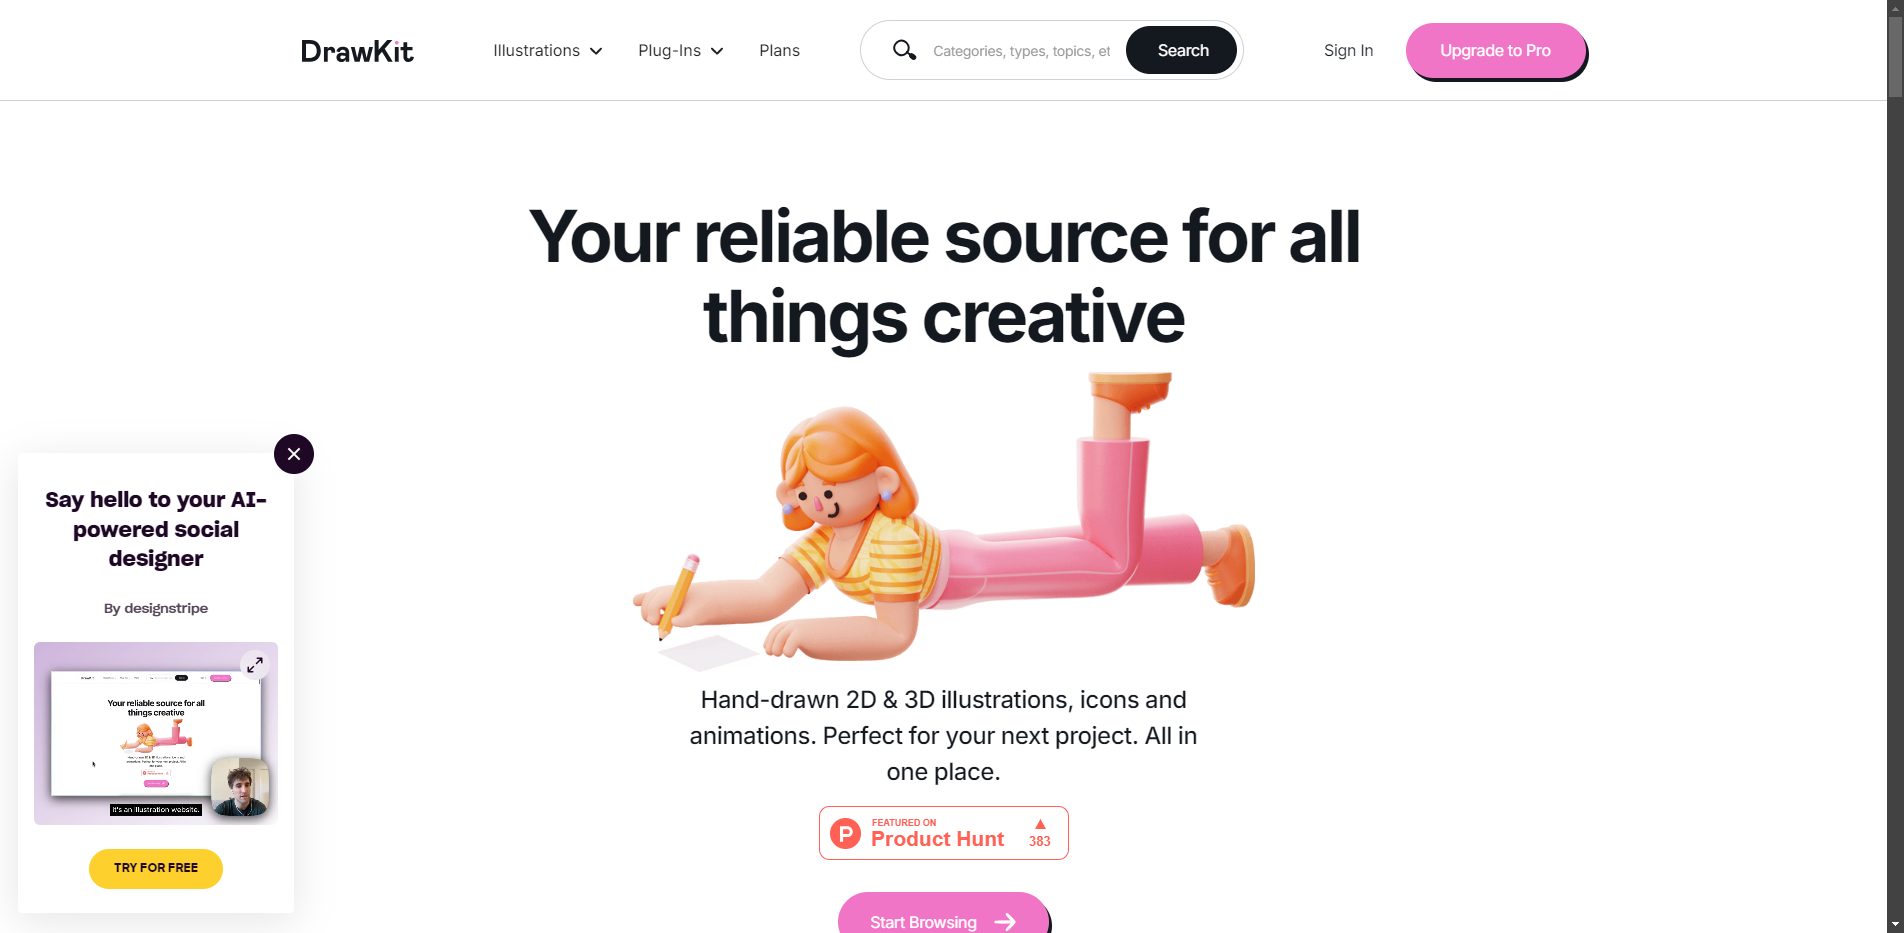 DrawKit
Illustrations
Plug-Ins
Plans
Categories, types, topics, et
Search
Sign In
Upgrade to Pro
Your reliable source for all
things creative
Hand-drawn 2D & 3D illustrations, icons and
animations. Perfect for your next project. All in
one place.
FEATURED ON
Product Hunt
383
P
Start Browsing
Say hello to your AI-
powered social
designer
By designstripe
Your reliable source for all
things creative
It's an illustration website.
TRY FOR FREE